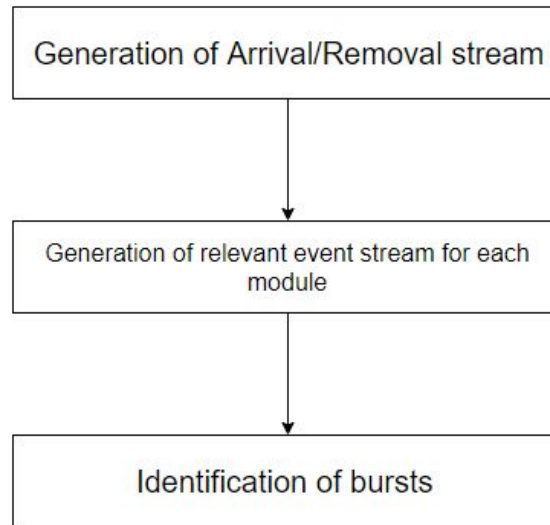 Generation of Arrival/Removal stream
Generation of relevant event stream for each
module
Identification of bursts